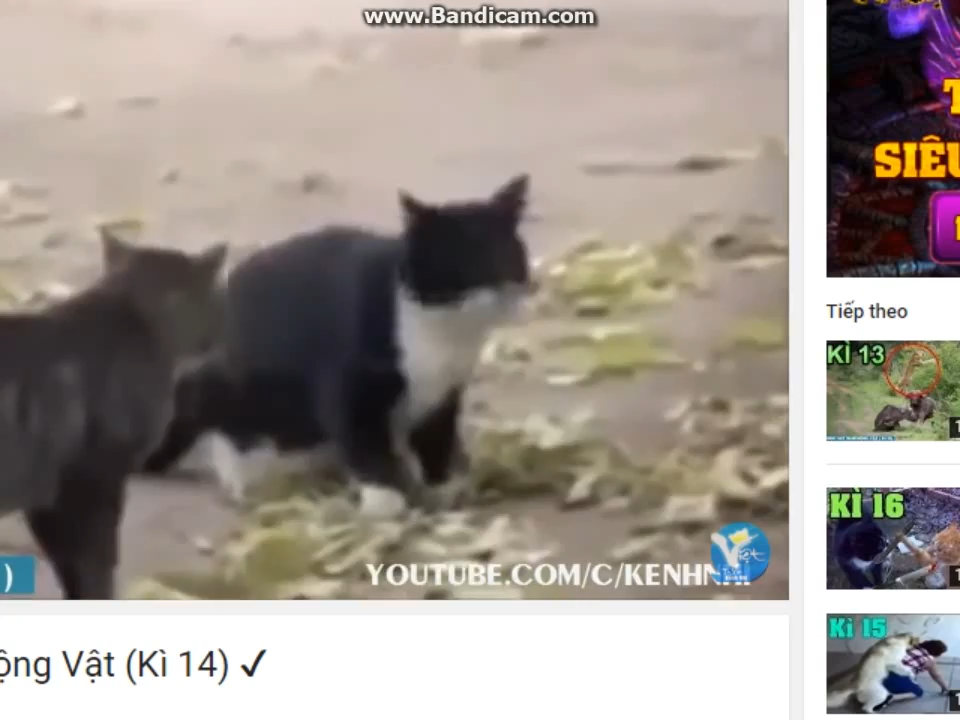 www.Bandicam.com
SIÊU
Tiếp theo
KÌ 13
KÌ 16
Kì 15
)
YOUTUBE.COM/C/KENHN
ộng Vật (Kì 14) ✓